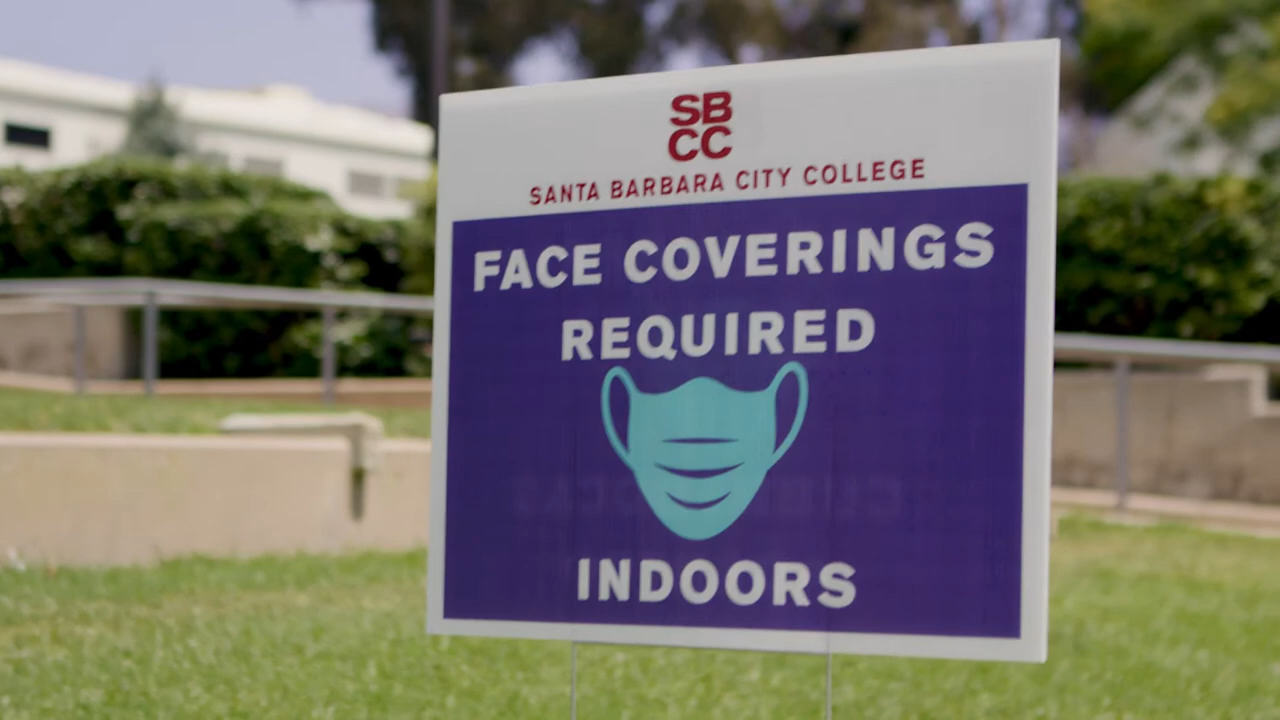 SB
CC
SANTA BARBARA CITY COLLEGE
FACE COVERINGS
REQUIRED
INDOORS